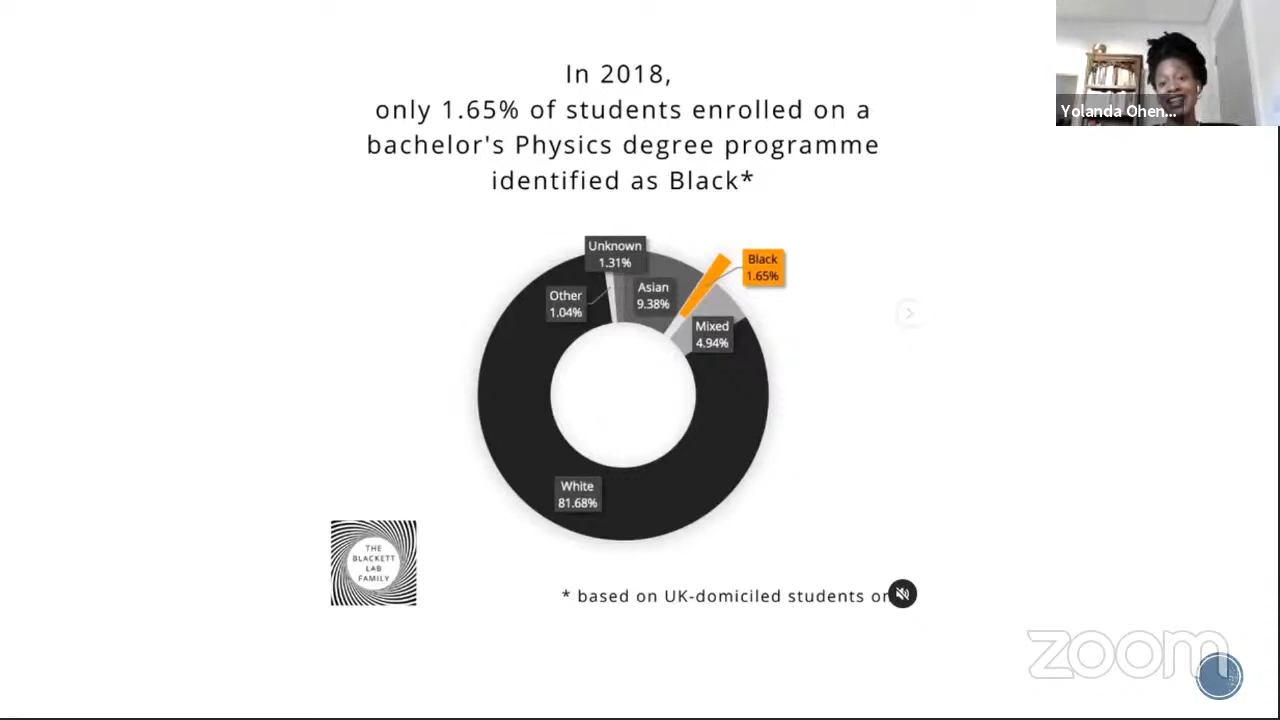 In 2018,
only 1.65% of students enrolled on a
bachelor's Physics degree programme
identified as Black*
Yolanda Ohen...
Unknown
1.31%
Black
1.65%
Asian
9.38%
Other
1.04%
Mixed
4.94%
White
81.68%
THE
BLACKETT
LAB
FAMILY
* based on UK-domiciled students
zoom